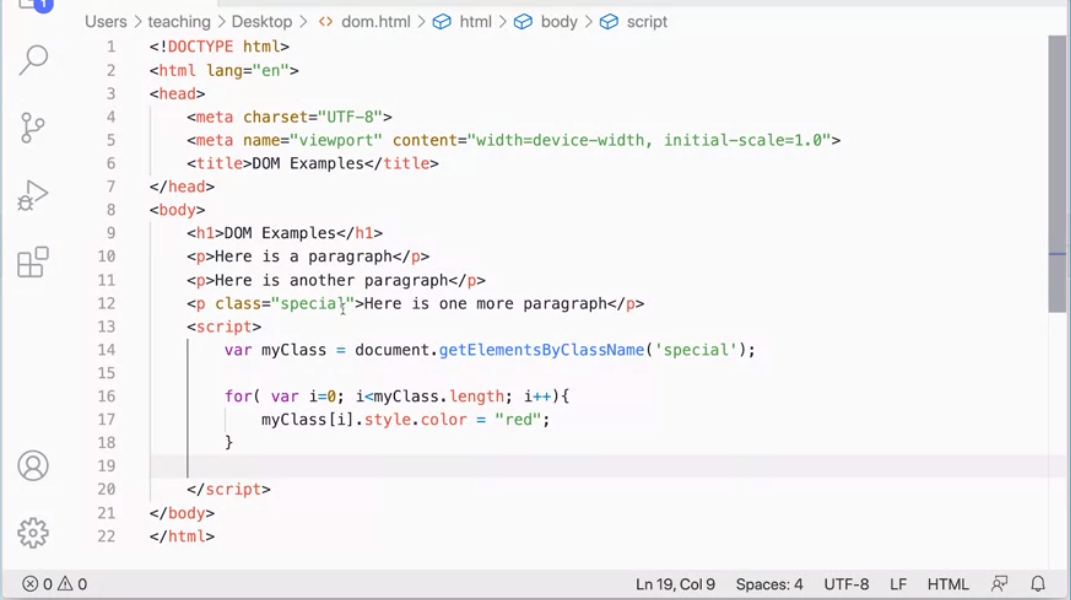 1
Users > teaching > Desktop > <> dom.html > html > body > script
1 <!DOCTYPE html>
2 <html lang="en">
3 <head>
4 <meta charset="UTF-8">
5 <meta name="viewport" content="width=device-width, initial-scale=1.0">
6 <title>DOM Examples</title>
7 </head>
8 <body>
9 <h1>DOM Examples</h1>
10 <p>Here is a paragraph</p>
11 <p>Here is another paragraph</p>
12 <p class="special">Here is one more paragraph</p>
13 <script>
14 var myClass = document.getElementsByClassName('special');
15
16 for( var i=0; i<myClass.length; i++){
17 myClass[i].style.color = "red";
18 }
19
20 </script>
21 </body>
22 </html>
0 0 Ln 19, Col 9 Spaces: 4 UTF-8 LF HTML